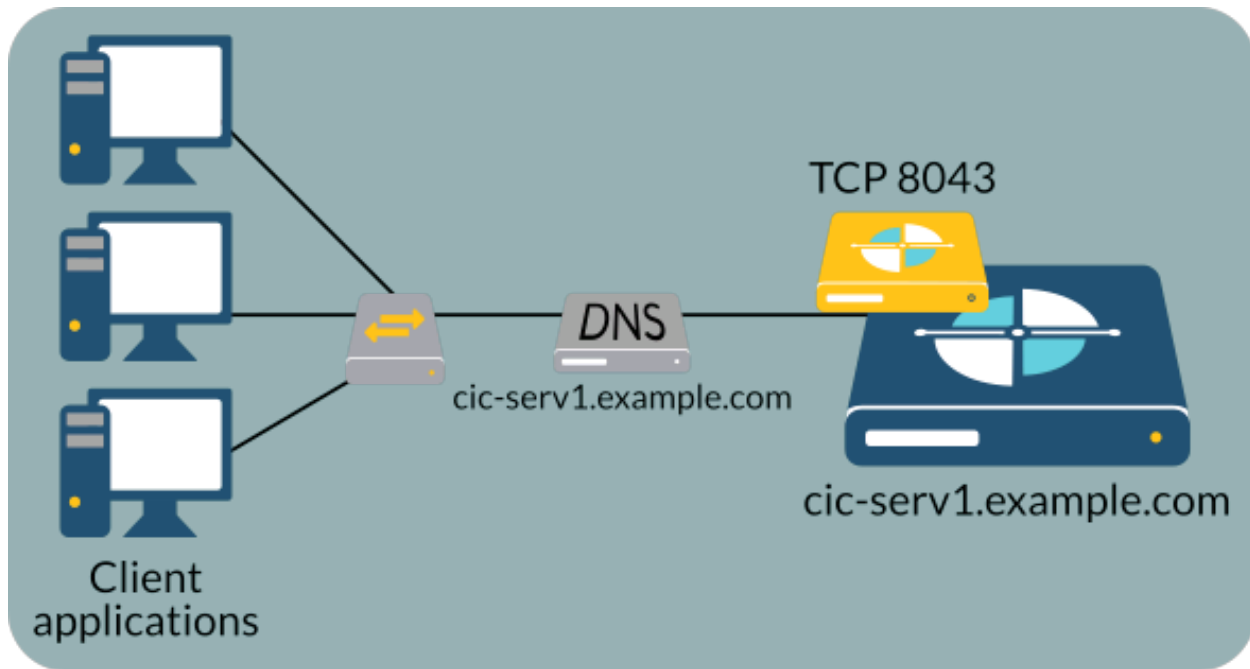 TCP 8043
DNS
cic-serv1.example.com
cic-serv1.example.com
Client
applications